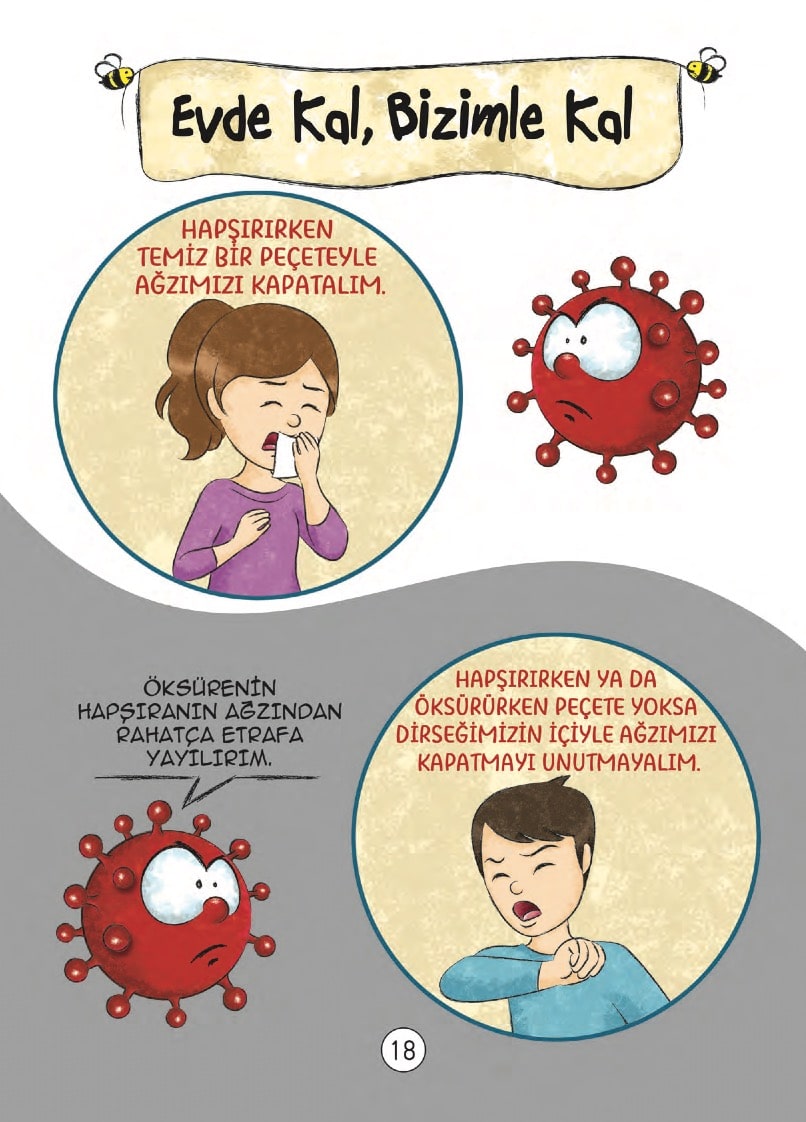 Evde Kal, Bizimle Kal
HAPŞIRIRKEN
TEMİZ BİR PEÇETEYLE
AĞZIMIZI KAPATALIM.
ÖKSÜRENİN
HAPŞIRANIN AĞZINDAN
RAHATÇA ETRAFA
YAYILIRIM.
HAPŞIRIRKEN YA DA
ÖKSÜRÜRKEN PEÇETE YOKSA
DİRSEĞİMİZİN İÇİYLE AĞZIMIZI
KAPATMAYI UNUTMAYALIM.
18